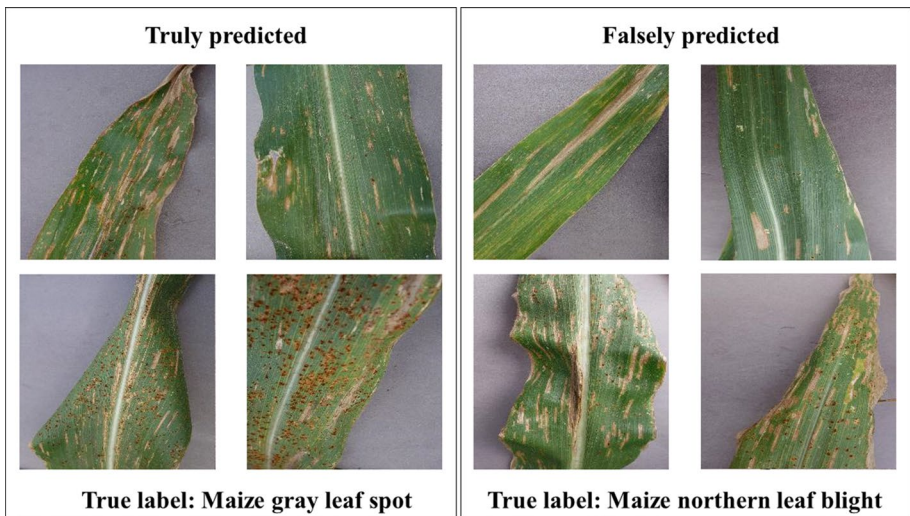 Truly predicted
Falsely predicted
True label: Maize gray leaf spot
True label: Maize northern leaf blight